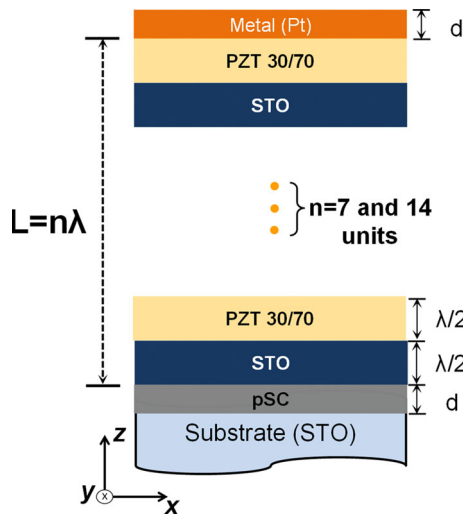 Metal (Pt)
d
PZT 30/70
STO
L=nλ
n=7 and 14
units
PZT 30/70
λ/2
STO
λ/2
pSC
d
Substrate (STO)
z
y
x
x